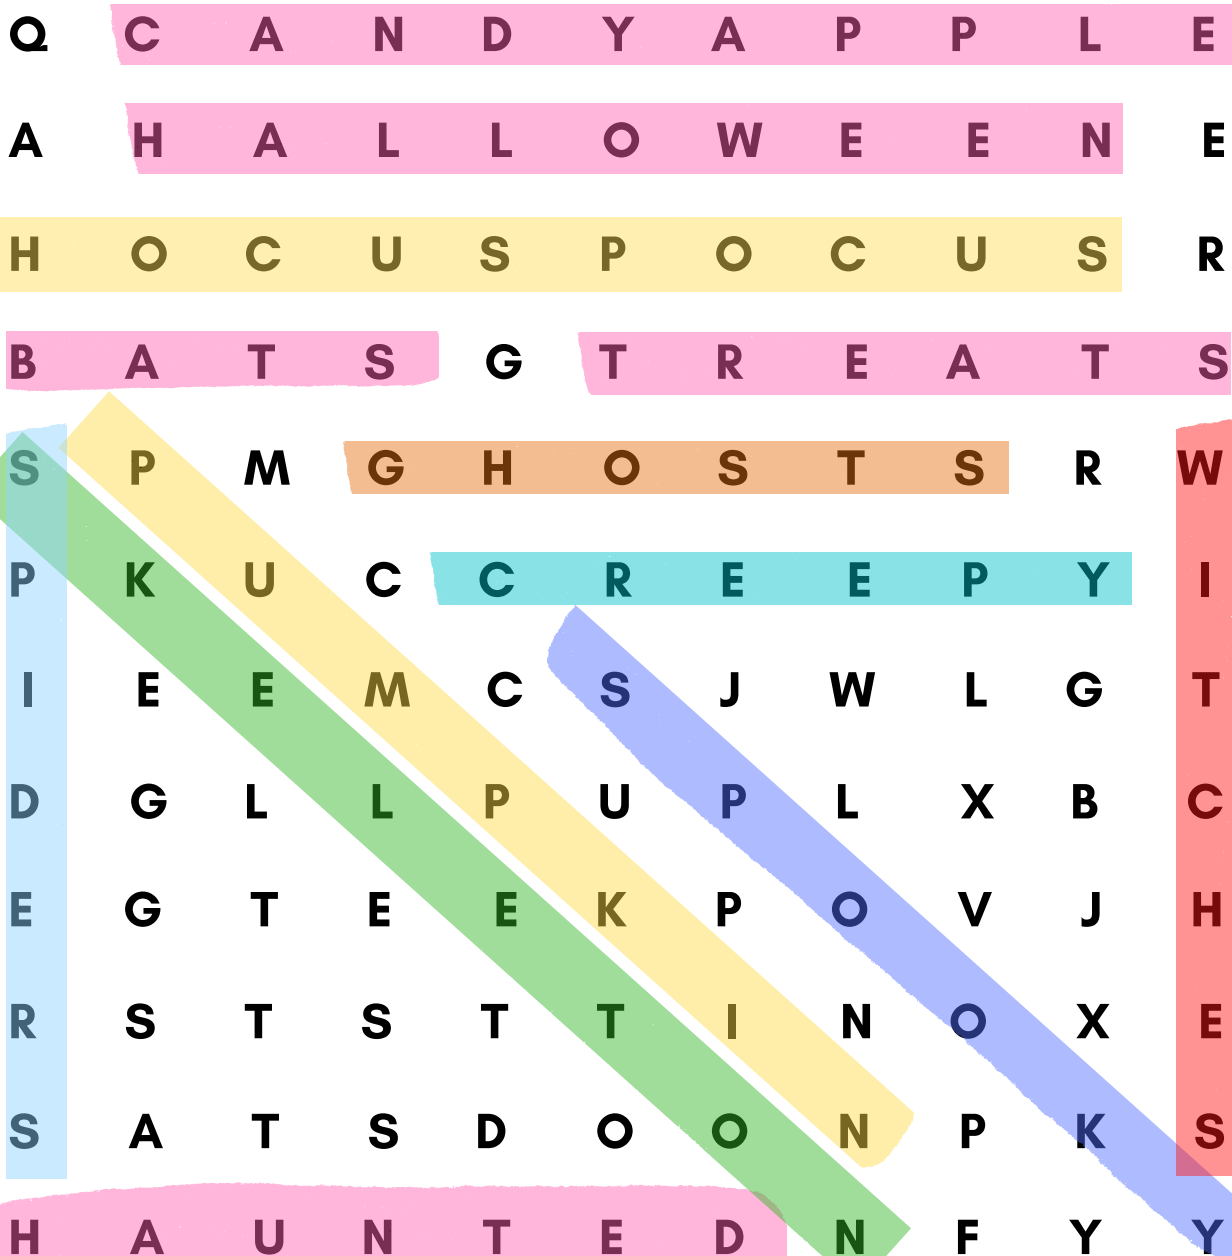 Q C A N D Y A P P L E
A H A L L O W E E N E
H O C U S P O C U S R
B A T S G T R E A T S
S P M G H O S T S R W
P K U C C R E E P Y I
I E E M C S J W L G T
D G L L P U P L X B C
E G T E E K P O V J H
R S T S T T I N O X E
S A T S D O O N P K S
H A U N T E D N F Y Y